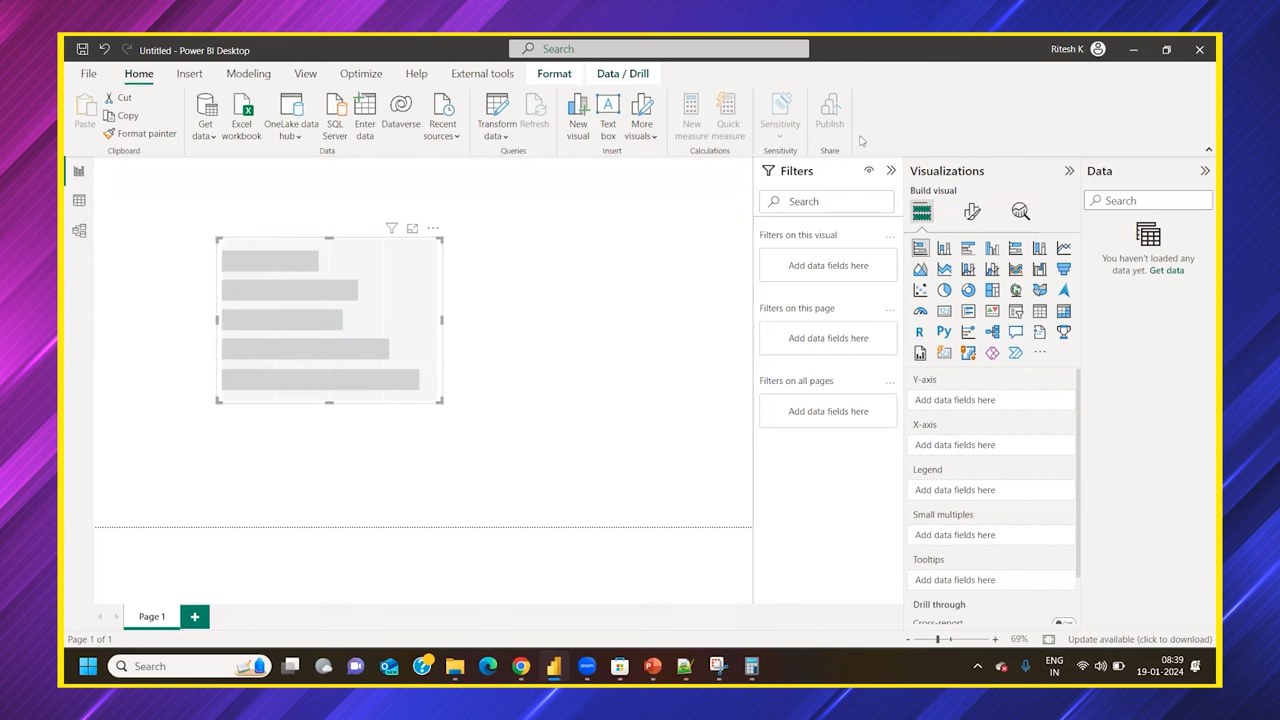 Untitled - Power BI Desktop
Search
Ritesh K
File
Home
Insert
Modeling
View
Optimize
Help
External tools
Format
Data / Drill
Paste
Cut
Copy
Format painter
Clipboard
Get data
Excel workbook
OneLake data hub
SQL Server
Enter data
Dataverse
Recent sources
Data
Transform data
Refresh
Queries
New visual
Text box
More visuals
Insert
New measure
Quick measure
Calculations
Sensitivity
Sensitivity
Publish
Share
Filters
Search
Filters on this visual
Add data fields here
Filters on this page
Add data fields here
Filters on all pages
Add data fields here
Visualizations
Build visual
R
Py
Y-axis
Add data fields here
X-axis
Add data fields here
Legend
Add data fields here
Small multiples
Add data fields here
Tooltips
Add data fields here
Drill through
Cross-report
Off
Data
Search
You haven't loaded any
data yet. Get data
Page 1
Page 1 of 1
69%
Update available (click to download)
Search
zoom
ENG
IN
08:39
19-01-2024